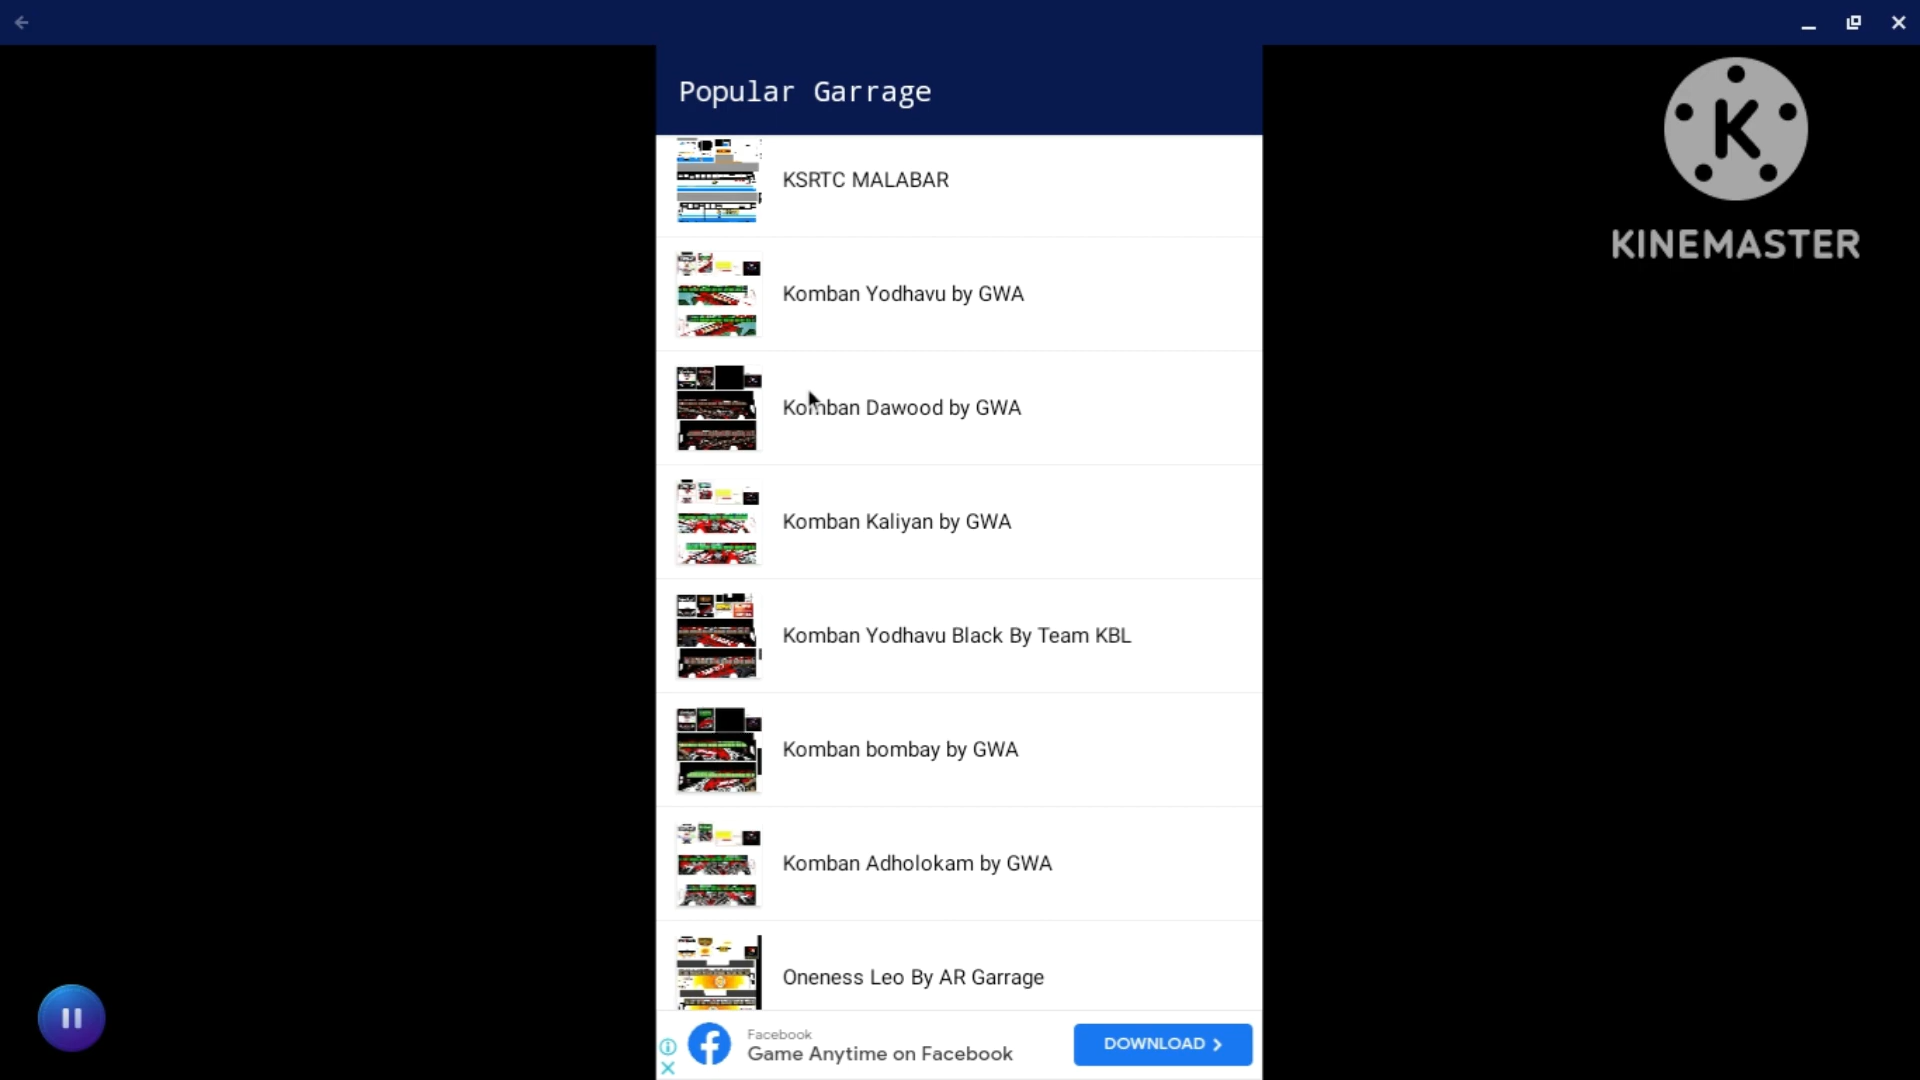 Popular Garrage
KINEMASTER
KSRTC MALABAR
Komban Yodhavu by GWA
Komban Dawood by GWA
Komban Kaliyan by GWA
Komban Yodhavu Black By Team KBL
Komban bombay by GWA
Komban Adholokam by GWA
Oneness Leo By AR Garrage
Facebook
Game Anytime on Facebook
DOWNLOAD